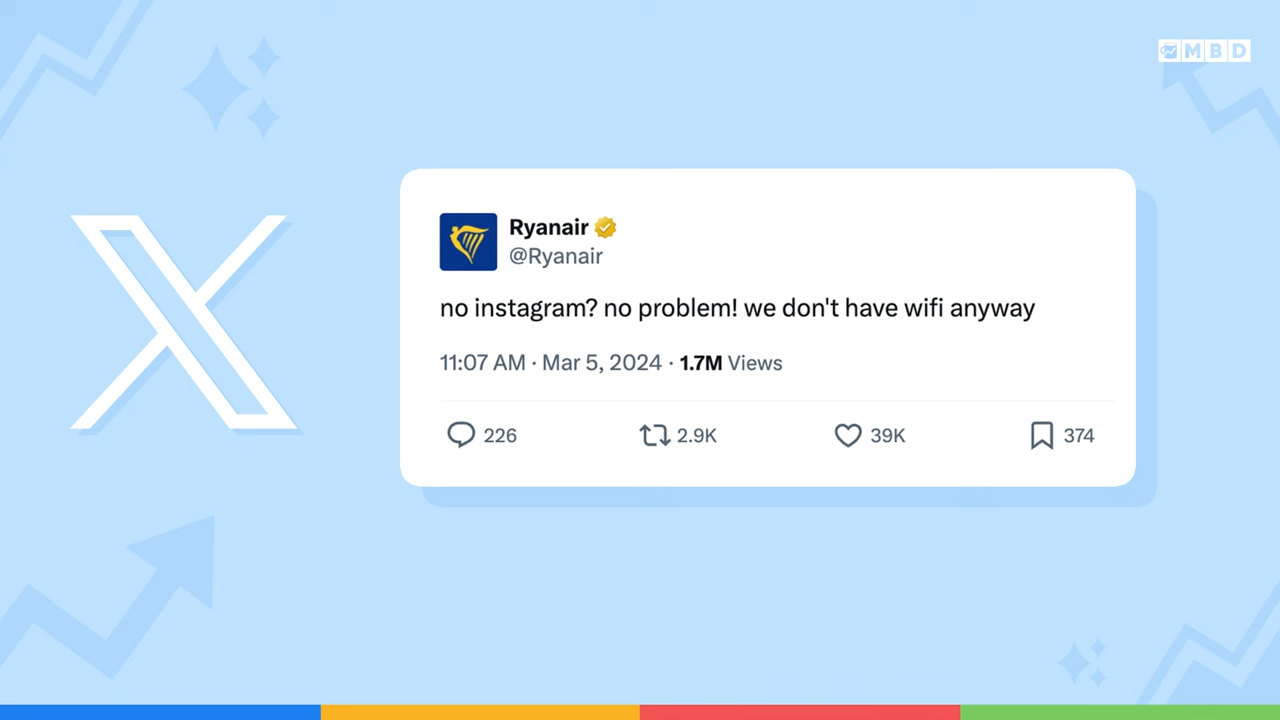 MBD
Ryanair
@Ryanair
no instagram? no problem! we don't have wifi anyway
11:07 AM · Mar 5, 2024 · 1.7M Views
226 2.9K 39K 374